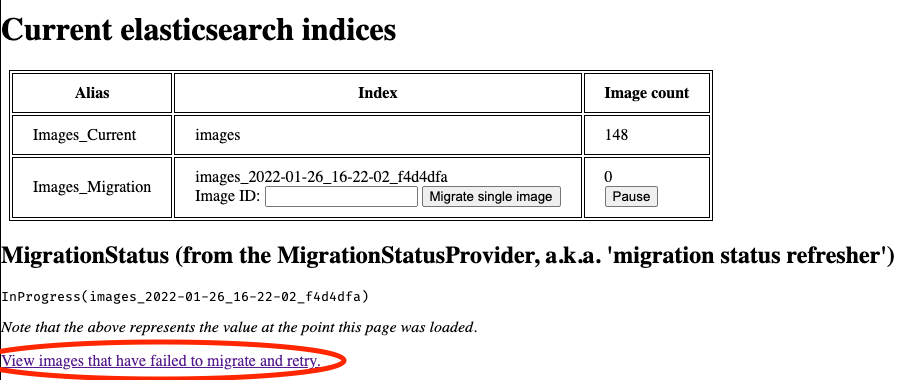 Current elasticsearch indices
Alias Index Image count
Images_Current images 148
Images_Migration images_2022-01-26_16-22-02_f4d4dfa 0
Image ID: Migrate single image Pause
MigrationStatus (from the MigrationStatusProvider, a.k.a. 'migration status refresher')
InProgress(images_2022-01-26_16-22-02_f4d4dfa)
Note that the above represents the value at the point this page was loaded.
View images that have failed to migrate and retry.